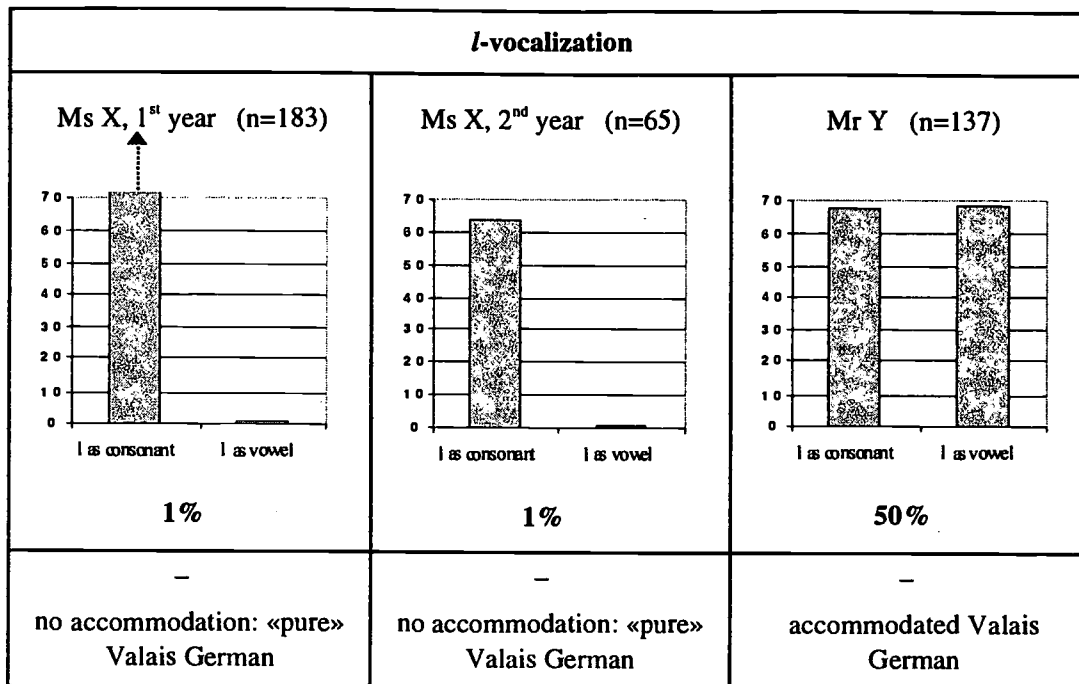 l-vocalization
Ms X, 1st year (n=183)
70
60
50
40
30
20
10
0
l as consonant l as vowel
1%
–
no accommodation: «pure»
Valais German
Ms X, 2nd year (n=65)
70
60
50
40
30
20
10
0
l as consonant l as vowel
1%
–
no accommodation: «pure»
Valais German
Mr Y (n=137)
70
60
50
40
30
20
10
0
l as consonant l as vowel
50%
–
accommodated Valais
German